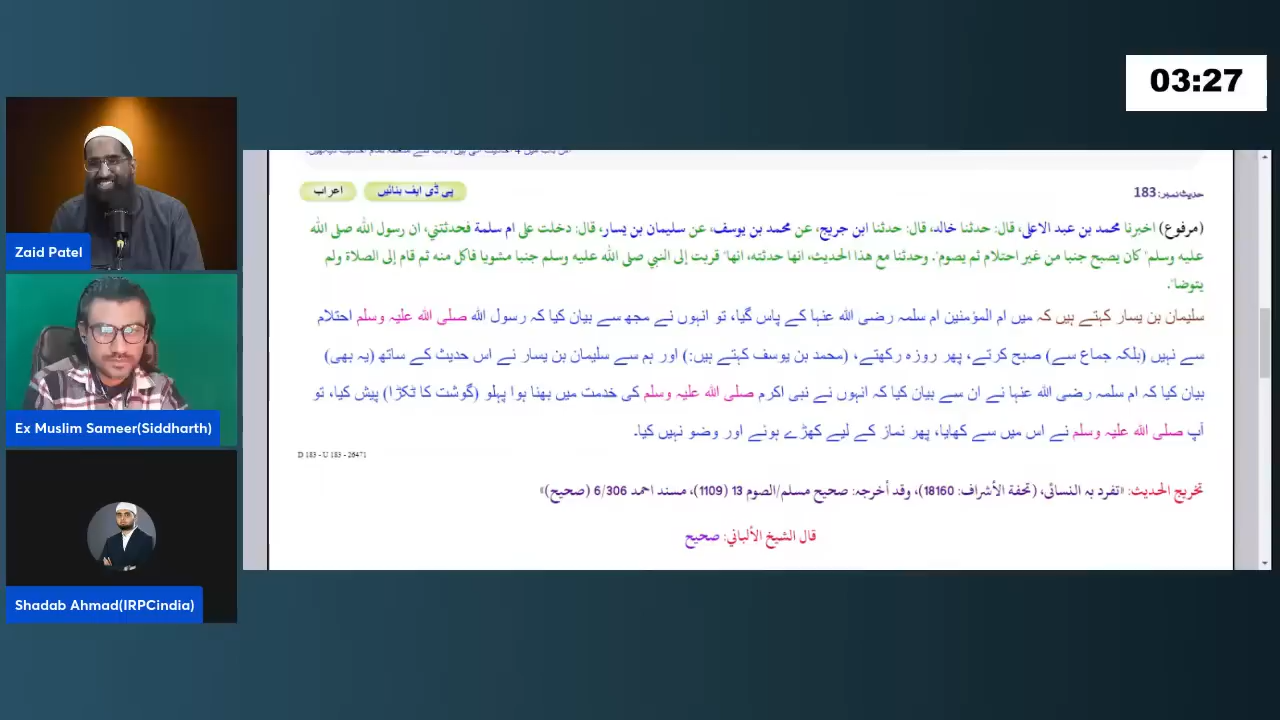 03:27
Zaid Patel
Ex Muslim Sameer(Siddharth)
Shadab Ahmad(IRPCindia)
حدیث نمبر: 183
پی ڈی ایف بنائیں
اعراب
(مرفوع) اخبرنا محمد بن عبد الاعلى، قال: حدثنا خالد، قال: حدثنا ابن جريج، عن محمد بن يوسف، عن سليمان بن يسار، قال: دخلت على ام سلمة فحدثتني، ان رسول الله صلى الله
عليه وسلم" كان يصبح جنبا من غير احتلام ثم يصوم". وحدثنا مع هذا الحديث، انها حدثته، انها" قربت إلى النبي صلى الله عليه وسلم جنبا مشويا فاكل منه ثم قام إلى الصلاة ولم
يتوضا".
سلیمان بن یسار کہتے ہیں کہ میں ام المؤمنین ام سلمہ رضی الله عنہا کے پاس گیا، تو انہوں نے مجھ سے بیان کیا کہ رسول الله صلی الله علیہ وسلم احتلام
سے نہیں (بلکہ جماع سے) صبح کرتے، پھر روزہ رکھتے، (محمد بن یوسف کہتے ہیں:) اور ہم سے سلیمان بن یسار نے اس حدیث کے ساتھ (یہ بھی)
بیان کیا کہ ام سلمہ رضی الله عنہا نے ان سے بیان کیا کہ انہوں نے نبی اکرم صلی الله علیہ وسلم کی خدمت میں بھنا ہوا پہلو (گوشت کا ٹکڑا) پیش کیا، تو
آپ صلی الله علیہ وسلم نے اس میں سے کھایا، پھر نماز کے لیے کھڑے ہوئے اور وضو نہیں کیا۔
D 183 - U 183 - 26471
تخریج الحدیث: «تفرد بہ النسائی، (تحفة الأشراف: 18160)، وقد أخرجہ: صحیح مسلم/الصوم 13 (1109)، مسند احمد 6/306 (صحیح)»
قال الشيخ الألباني: صحيح